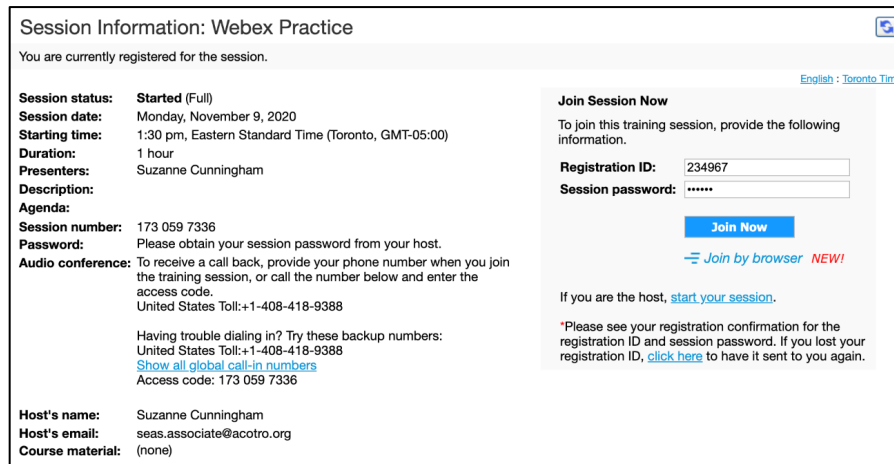 Session Information: Webex Practice
You are currently registered for the session.
English : Toronto Tim
Session status: Started (Full)
Session date: Monday, November 9, 2020
Starting time: 1:30 pm, Eastern Standard Time (Toronto, GMT-05:00)
Duration: 1 hour
Presenters: Suzanne Cunningham
Description:
Agenda:
Session number: 173 059 7336
Password: Please obtain your session password from your host.
Audio conference: To receive a call back, provide your phone number when you join
the training session, or call the number below and enter the
access code.
United States Toll:+1-408-418-9388
Having trouble dialing in? Try these backup numbers:
United States Toll:+1-408-418-9388
Show all global call-in numbers
Access code: 173 059 7336
Host's name: Suzanne Cunningham
Host's email: seas.associate@acotro.org
Course material: (none)
Join Session Now
To join this training session, provide the following
information.
Registration ID: 234967
Session password: ••••••
Join Now
Join by browser NEW!
If you are the host, start your session.
*Please see your registration confirmation for the
registration ID and session password. If you lost your
registration ID, click here to have it sent to you again.